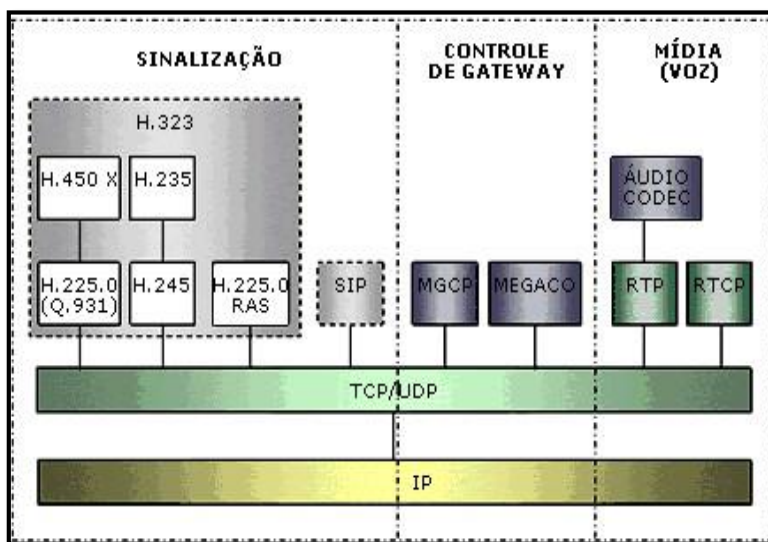 SINALIZAÇÃO
CONTROLE
DE GATEWAY
MÍDIA
(VOZ)
H.323
H.450 X
H.235
ÁUDIO
CODEC
H.225.0
(Q.931)
H.245
H.225.0
RAS
SIP
MGCP
MEGACO
RTP
RTCP
TCP/UDP
IP